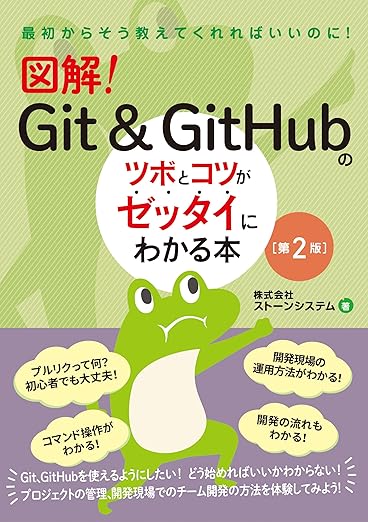 最初からそう教えてくれればいいのに!
図解!
Git & GitHubの
ツボとコツが
ゼッタイに
わかる本
[第2版]
株式会社
ストーンシステム 著
プルリクって何?
初心者でも大丈夫!
開発現場の
運用方法がわかる!
コマンド操作が
わかる!
開発の流れも
わかる!
Git、GitHubを使えるようにしたい! どう始めればいいかわからない!
プロジェクトの管理、開発現場でのチーム開発の方法を体験してみよう!